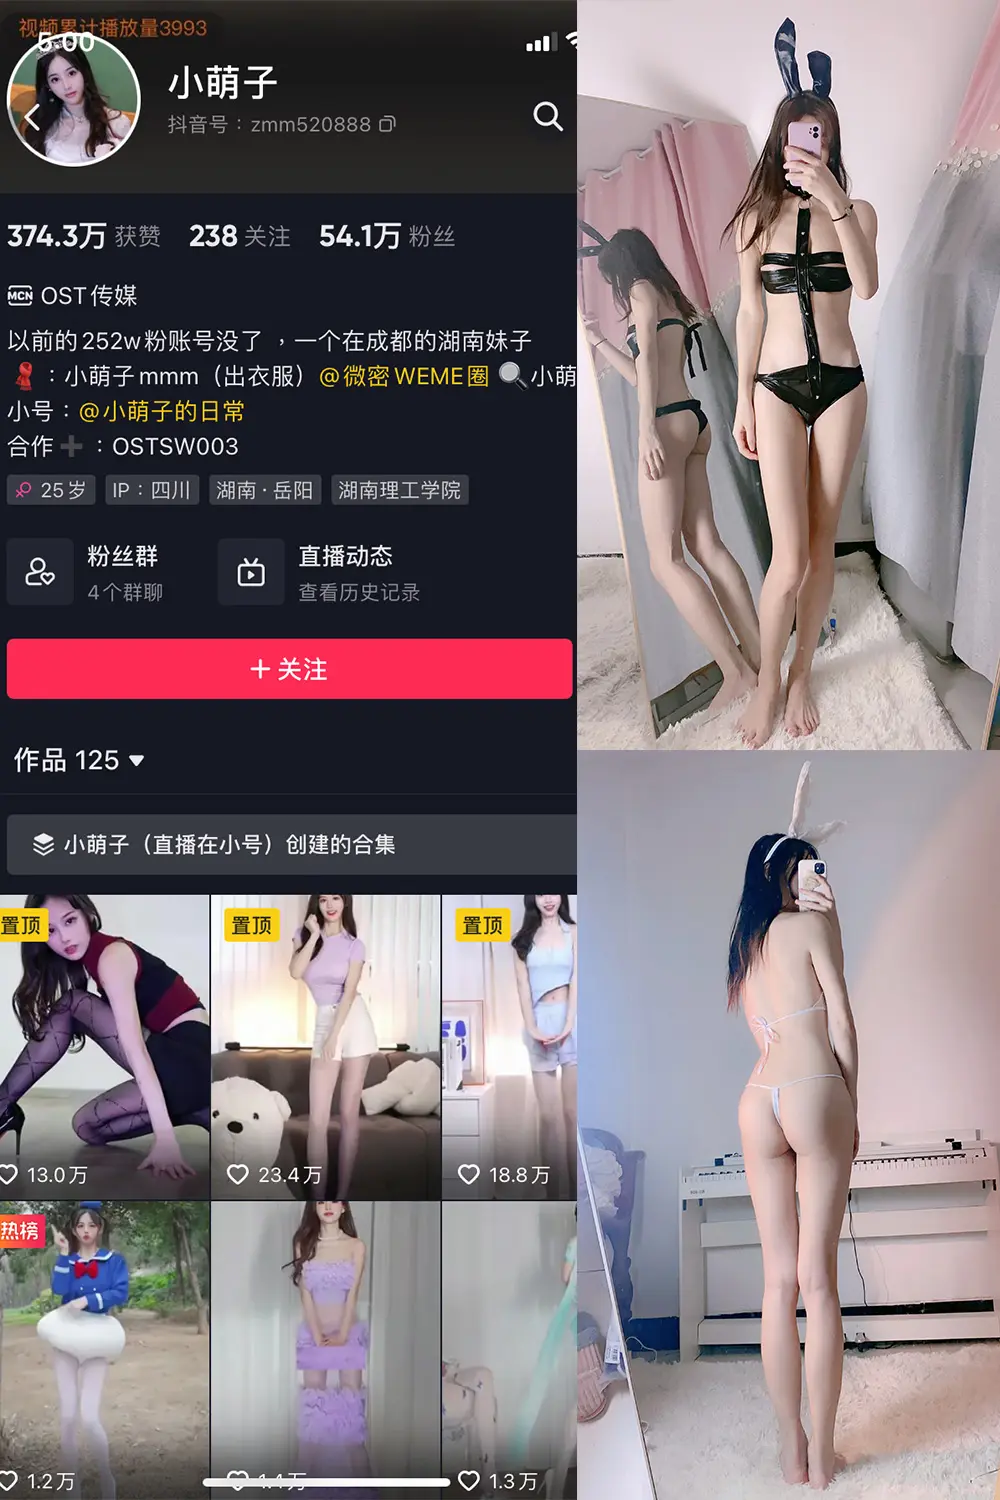 视频累计播放量3993
5:00
小萌子
抖音号：zmm520888
374.3万 获赞 238 关注 54.1万 粉丝
MCN OST传媒
以前的252w粉账号没了 ，一个在成都的湖南妹子
：小萌子mmm（出衣服）@微密WEME圈 小萌
小号：@小萌子的日常
合作 ：OSTSW003
25岁 IP：四川 湖南·岳阳 湖南理工学院
粉丝群 直播动态
4个群聊 查看历史记录
+ 关注
作品 125
小萌子（直播在小号）创建的合集
置顶 置顶 置顶
13.0万 23.4万 18.8万
热榜
1.2万 1.4万 1.3万